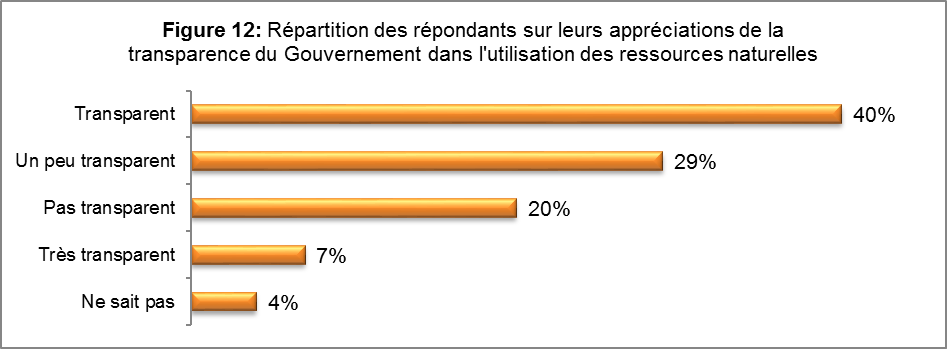 Figure 12: Répartition des répondants sur leurs appréciations de la
transparence du Gouvernement dans l'utilisation des ressources naturelles
Transparent 40%
Un peu transparent 29%
Pas transparent 20%
Très transparent 7%
Ne sait pas 4%